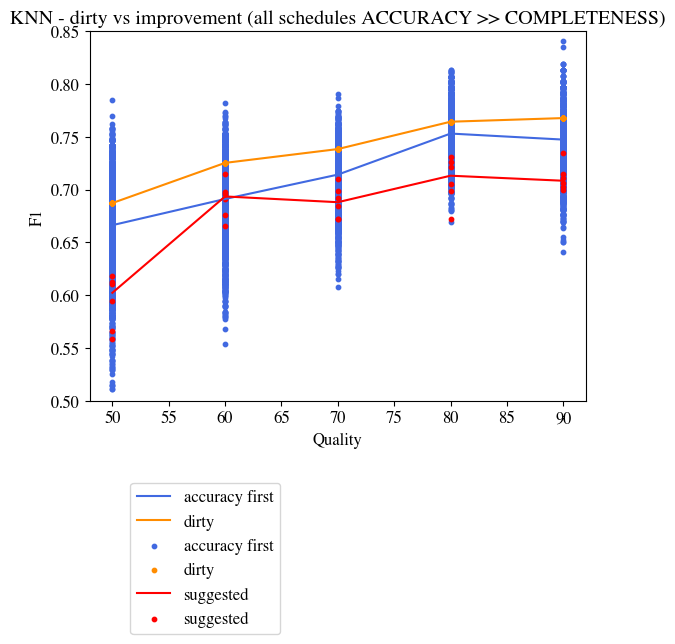 KNN - dirty vs improvement (all schedules ACCURACY >> COMPLETENESS)
0.85
0.80
0.75
0.70
0.65
0.60
0.55
0.50
F1
50 55 60 65 70 75 80 85 90
Quality
accuracy first
dirty
accuracy first
dirty
suggested
suggested